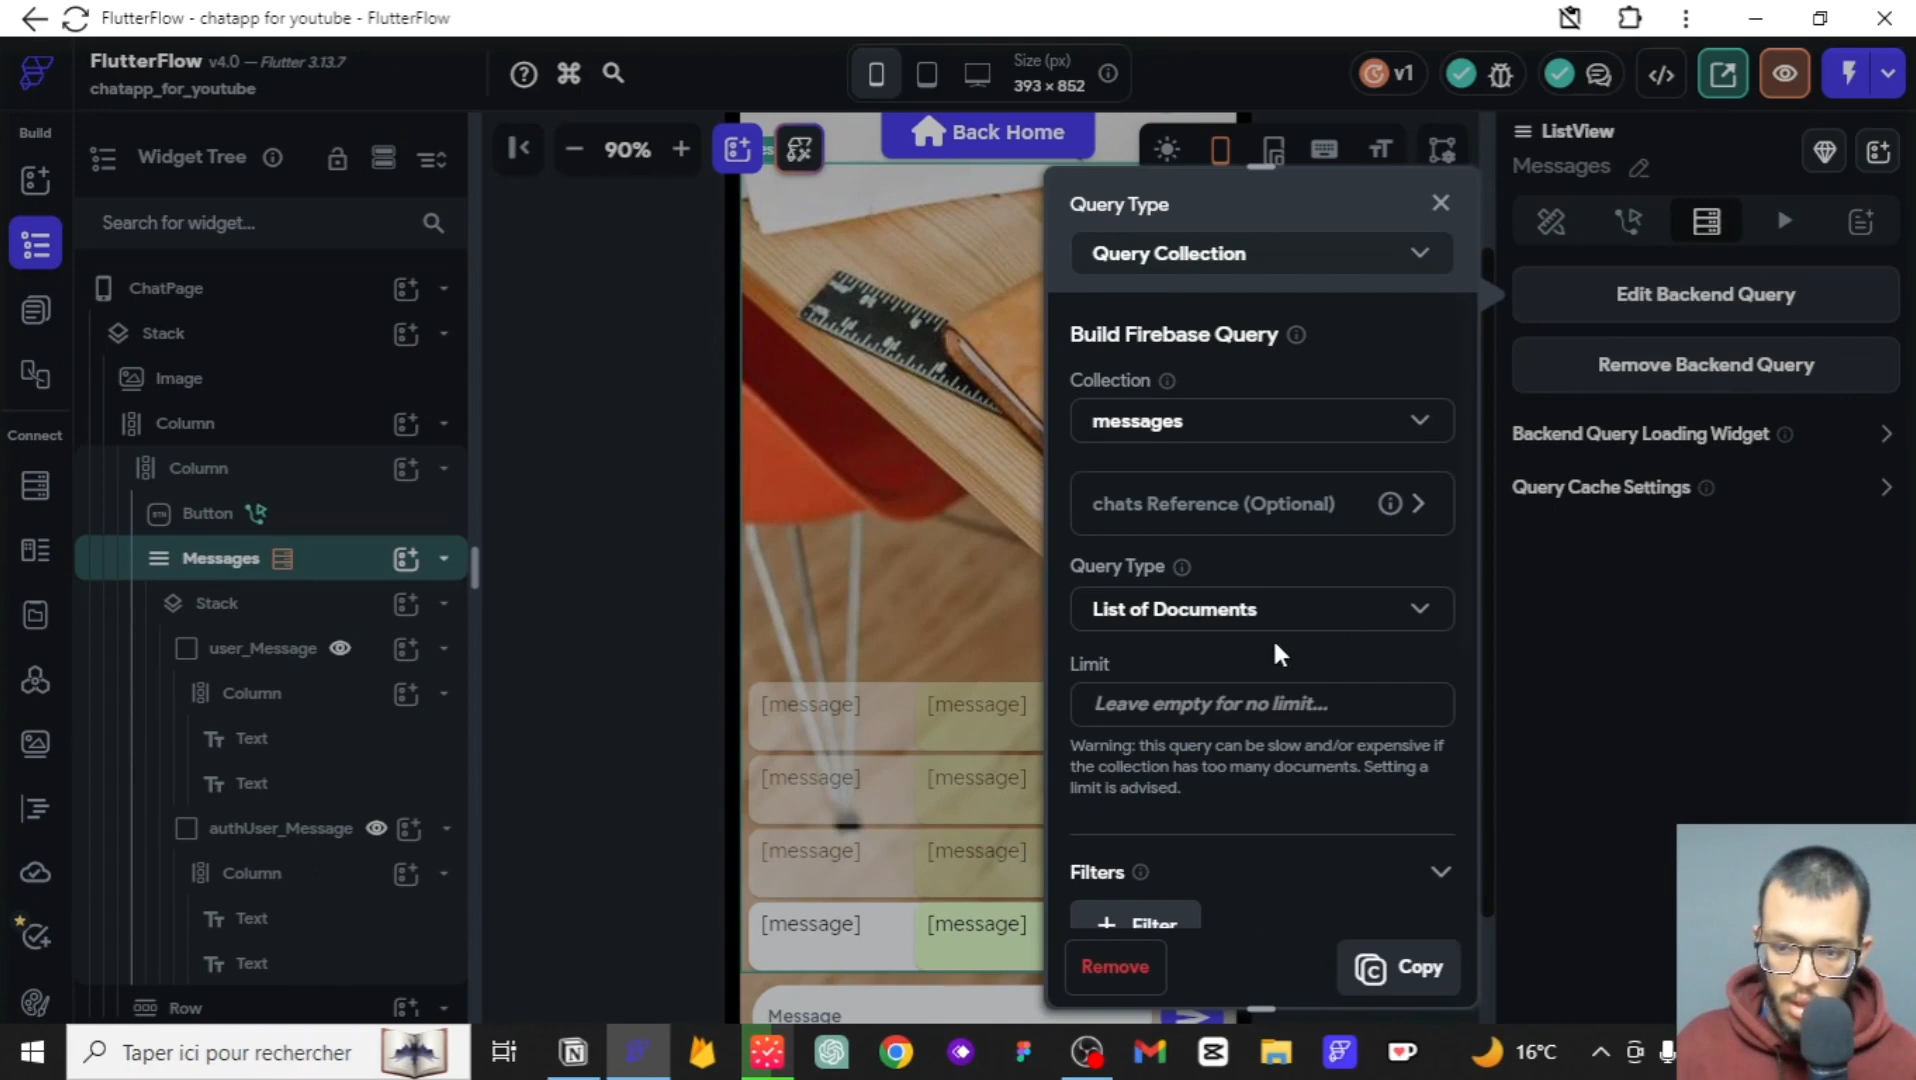 FlutterFlow - chatapp for youtube - FlutterFlow
FlutterFlow v4.0 — Flutter 3.13.7
chatapp_for_youtube
Size (px)
393 × 852
v1
Build
Widget Tree
90%
Back Home
ListView
Messages
Search for widget...
Query Type
Query Collection
Edit Backend Query
ChatPage
Stack
Build Firebase Query
Remove Backend Query
Image
Collection
Column
messages
Connect
Backend Query Loading Widget
Column
Button
chats Reference (Optional)
Query Cache Settings
Messages
Query Type
Stack
List of Documents
user_Message
Limit
Column
[message] [message]
Leave empty for no limit...
Text
Warning: this query can be slow and/or expensive if
the collection has too many documents. Setting a
limit is advised.
Text
[message] [message]
authUser_Message
[message] [message]
Column
Filters
Text
[message] [message]
+ Filter
Text
Remove
Copy
Row
Message
Taper ici pour rechercher
16°C